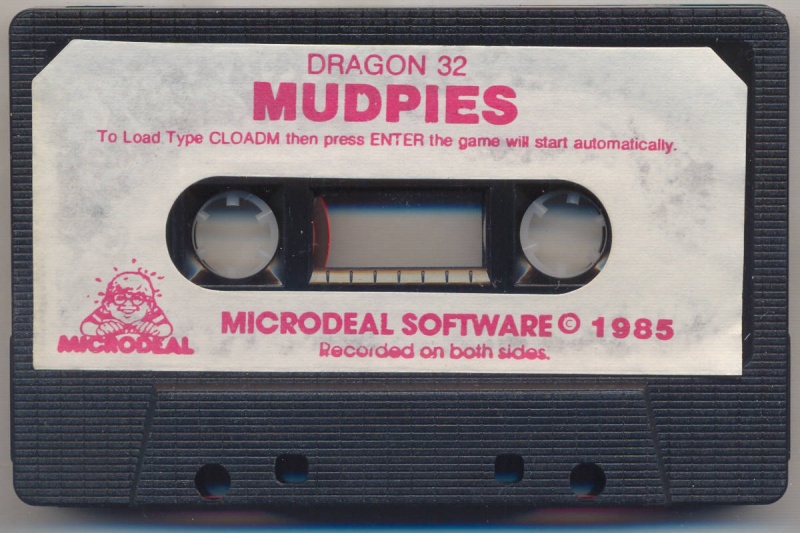 DRAGON 32
MUDPIES
To Load Type CLOADM then press ENTER the game will start automatically.
MICRODEAL
MICRODEAL SOFTWARE © 1985
Recorded on both sides.